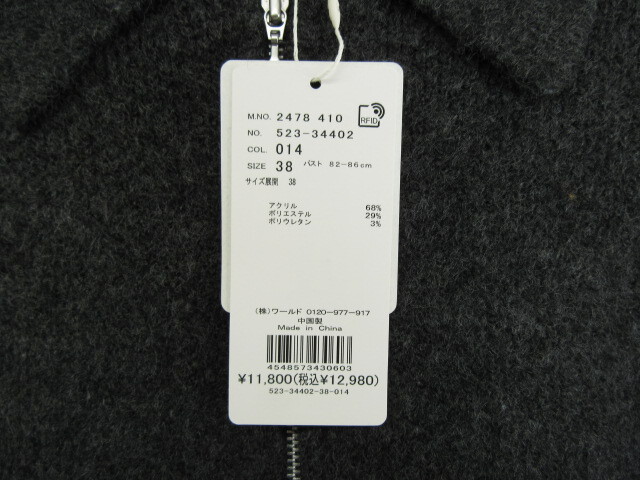 M.NO. 2478 410
RFID
NO. 523-34402
COL. 014
SIZE 38 バスト 82-86cm
サイズ展開 38
アクリル 68%
ポリエステル 29%
ポリウレタン 3%
(株)ワールド 0120-977-917
中国製
Made in China
4548573430603
¥11,800(税込¥12,980)
523-34402-38-014